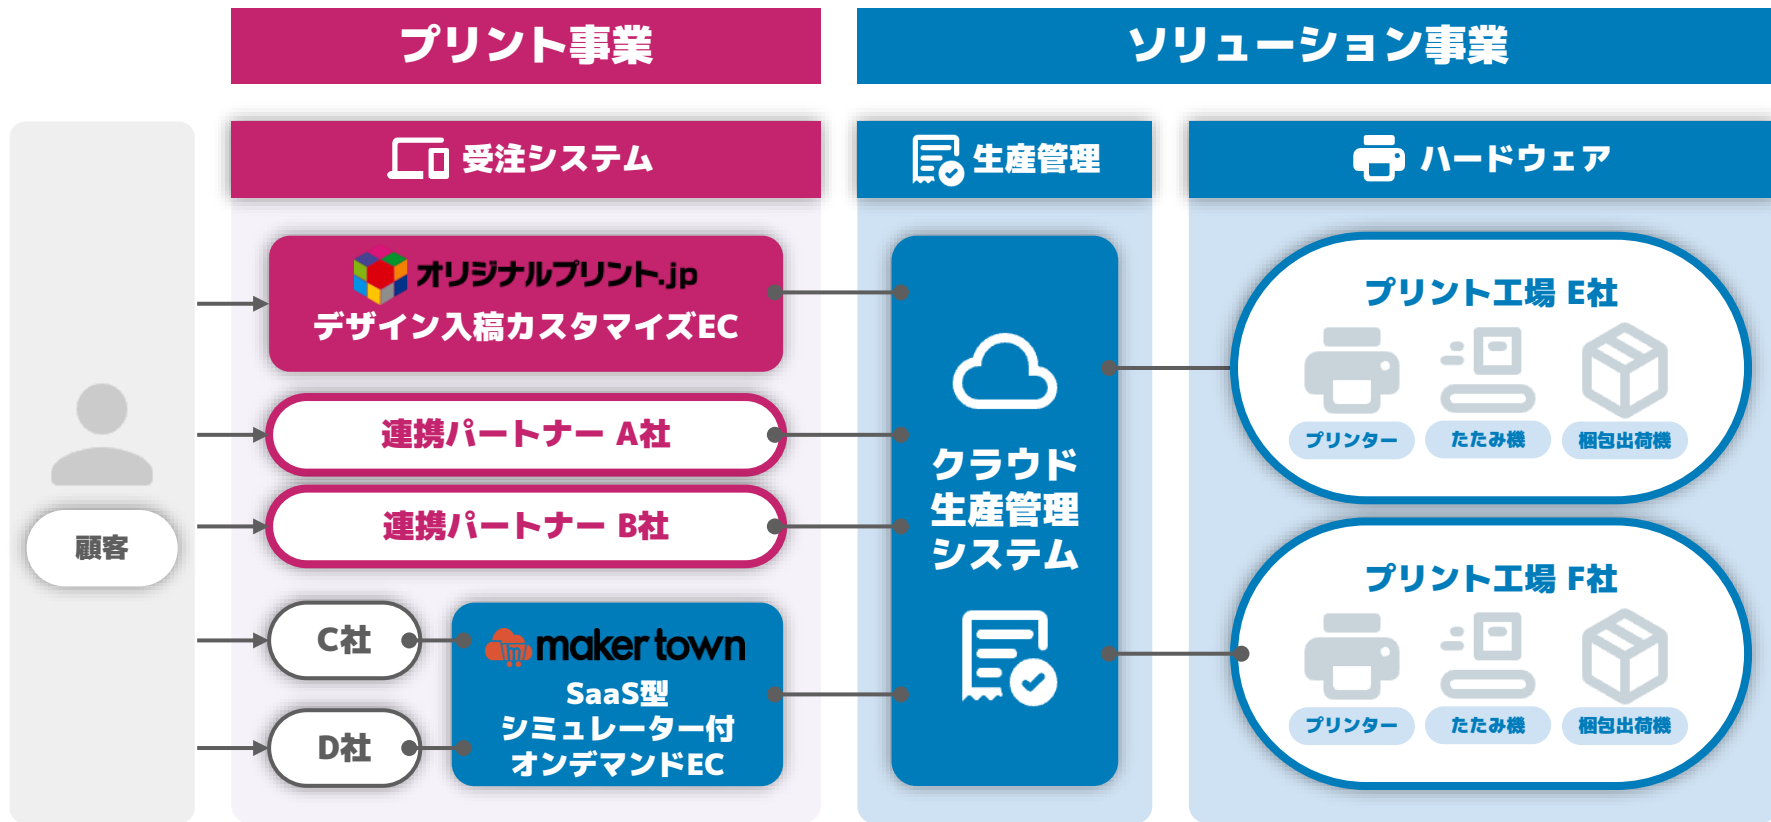 プリント事業
ソリューション事業
受注システム
生産管理
ハードウェア
顧客
オリジナルプリント.jp
デザイン入稿カスタマイズEC
連携パートナー A社
連携パートナー B社
C社
D社
maker town
SaaS型
シミュレーター付
オンデマンドEC
クラウド
生産管理
システム
プリント工場 E社
プリンター
たたみ機
梱包出荷機
プリント工場 F社
プリンター
たたみ機
梱包出荷機